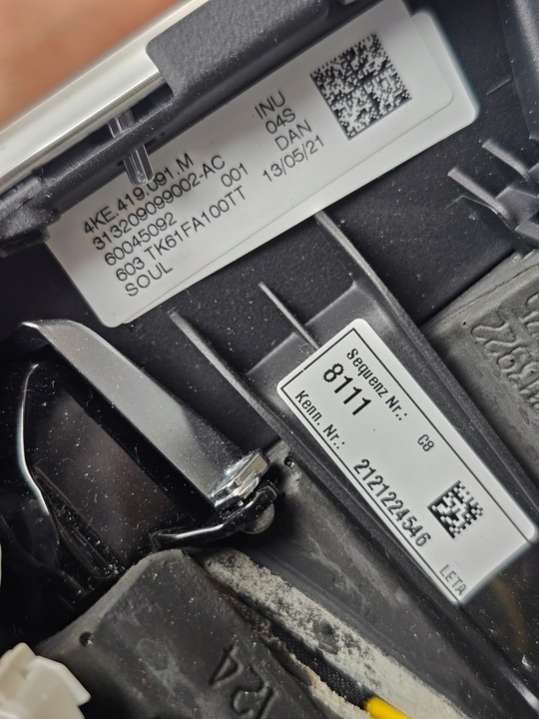 4KE.419.091.M INU
313209099002-AC 04S
60045092 001 DAN
603 TK61FA100TT 13/05/21
SOUL
Sequenz Nr.: C8
8111
Kenn. Nr.: 2121224546
LETA